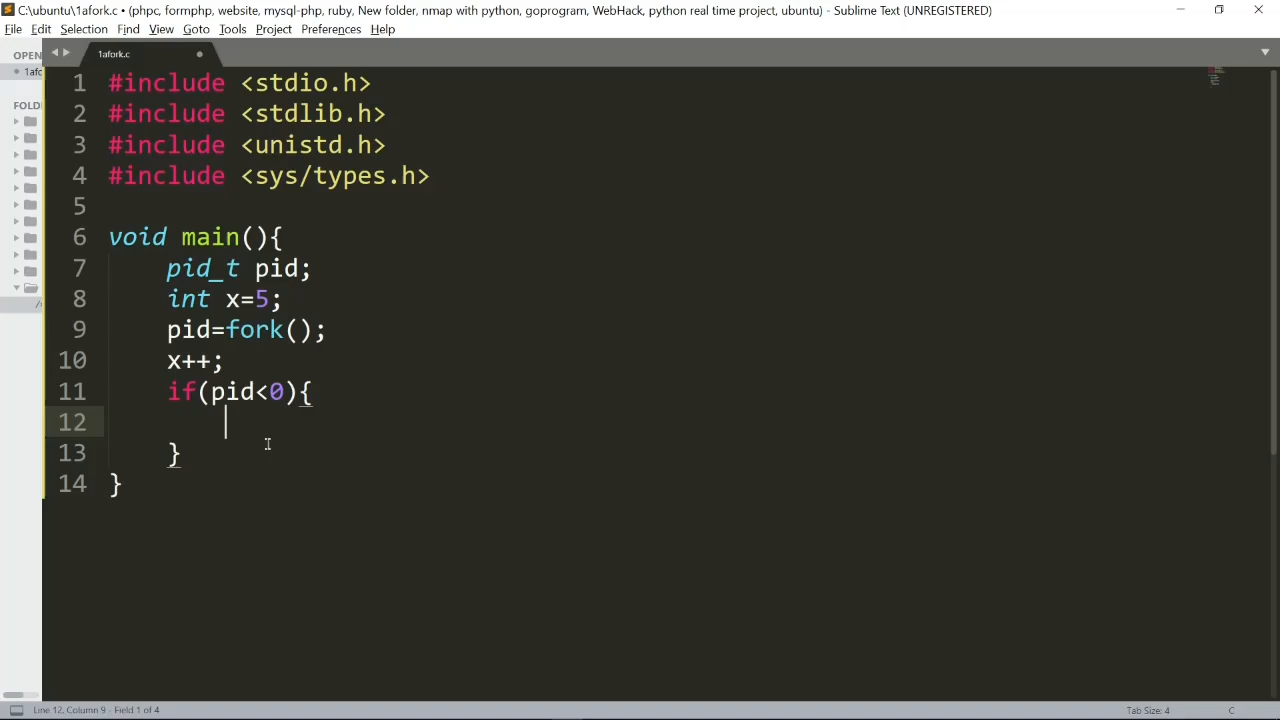 C:\ubuntu\1afork.c • (phpc, formphp, website, mysql-php, ruby, New folder, nmap with python, goprogram, WebHack, python real time project, ubuntu) - Sublime Text (UNREGISTERED)
File Edit Selection Find View Goto Tools Project Preferences Help
OPEN
1afork.c
1afo
FOLD
1 #include <stdio.h>
2 #include <stdlib.h>
3 #include <unistd.h>
4 #include <sys/types.h>
5
6 void main(){
7 pid_t pid;
8 int x=5;
9 pid=fork();
10 x++;
11 if(pid<0){
12
13 }
14 }
Line 12, Column 9 - Field 1 of 4
Tab Size: 4
C